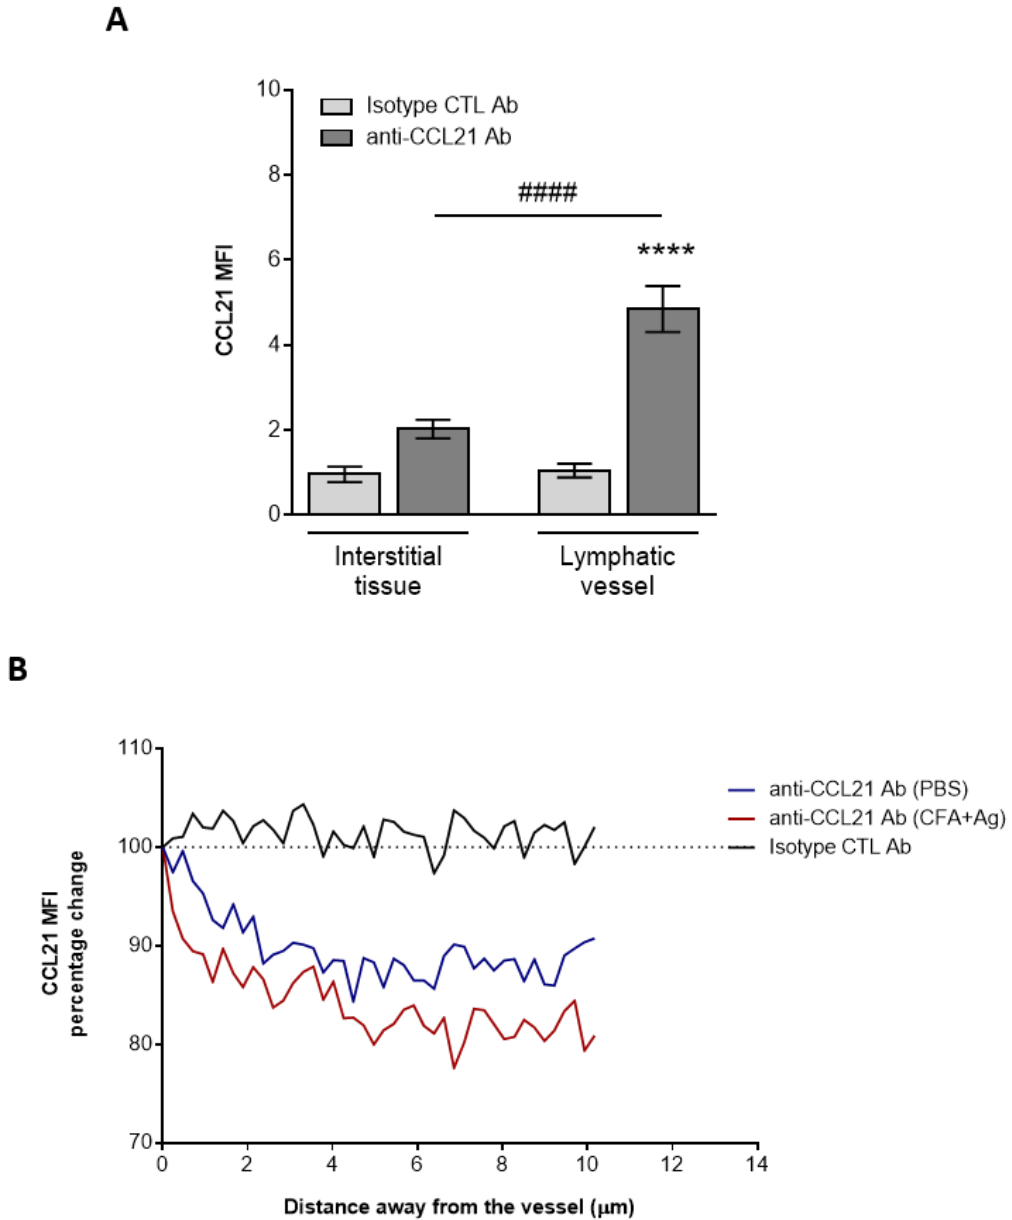 A
10
8
6
4
2
0
CCL21 MFI
Isotype CTL Ab
anti-CCL21 Ab
####
****
Interstitial
tissue
Lymphatic
vessel
B
110
100
90
80
70
CCL21 MFI
percentage change
anti-CCL21 Ab (PBS)
anti-CCL21 Ab (CFA+Ag)
Isotype CTL Ab
0 2 4 6 8 10 12 14
Distance away from the vessel (μm)